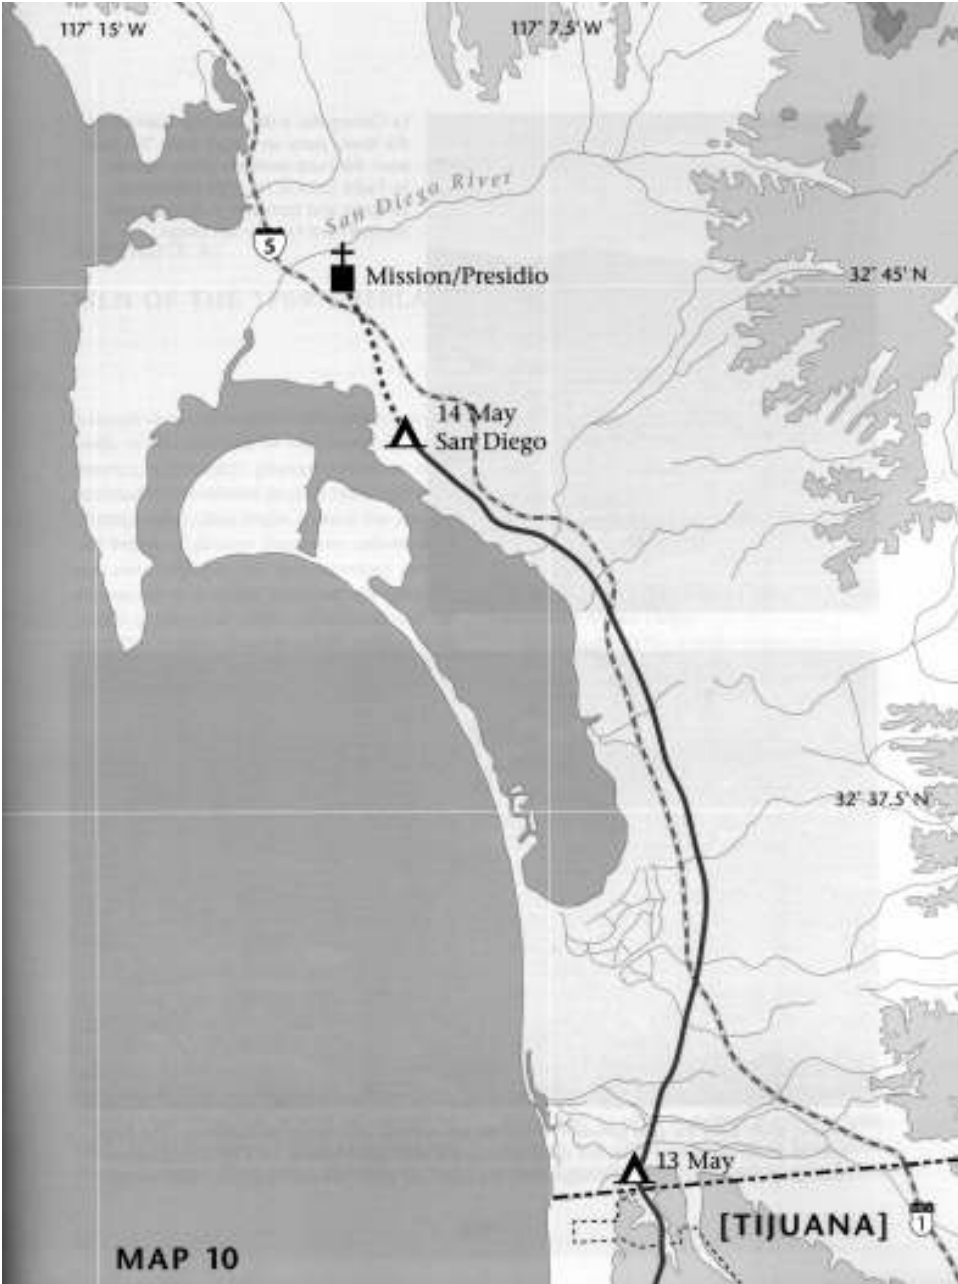 117° 15' W
117° 7.5' W
San Diego River
5
Mission/Presidio
32° 45' N
14 May
San Diego
32° 37.5' N
13 May
[TIJUANA]
1
MAP 10